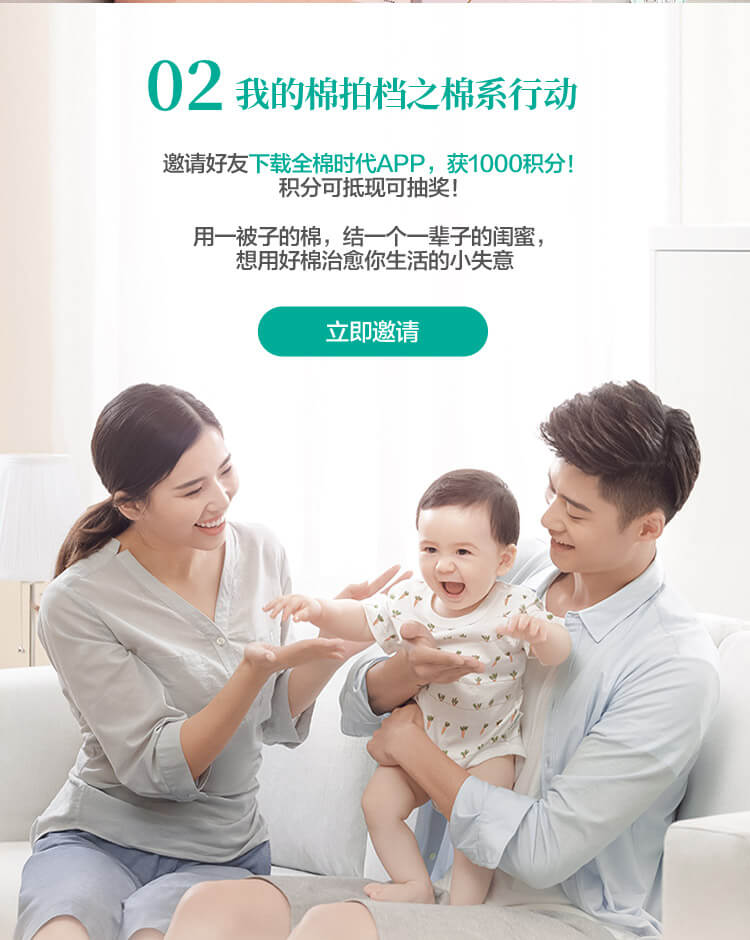 02 我的棉拍档之棉系行动
邀请好友下载全棉时代APP，获1000积分！
积分可抵现可抽奖！
用一被子的棉，结一个一辈子的闺蜜，
想用好棉治愈你生活的小失意
立即邀请